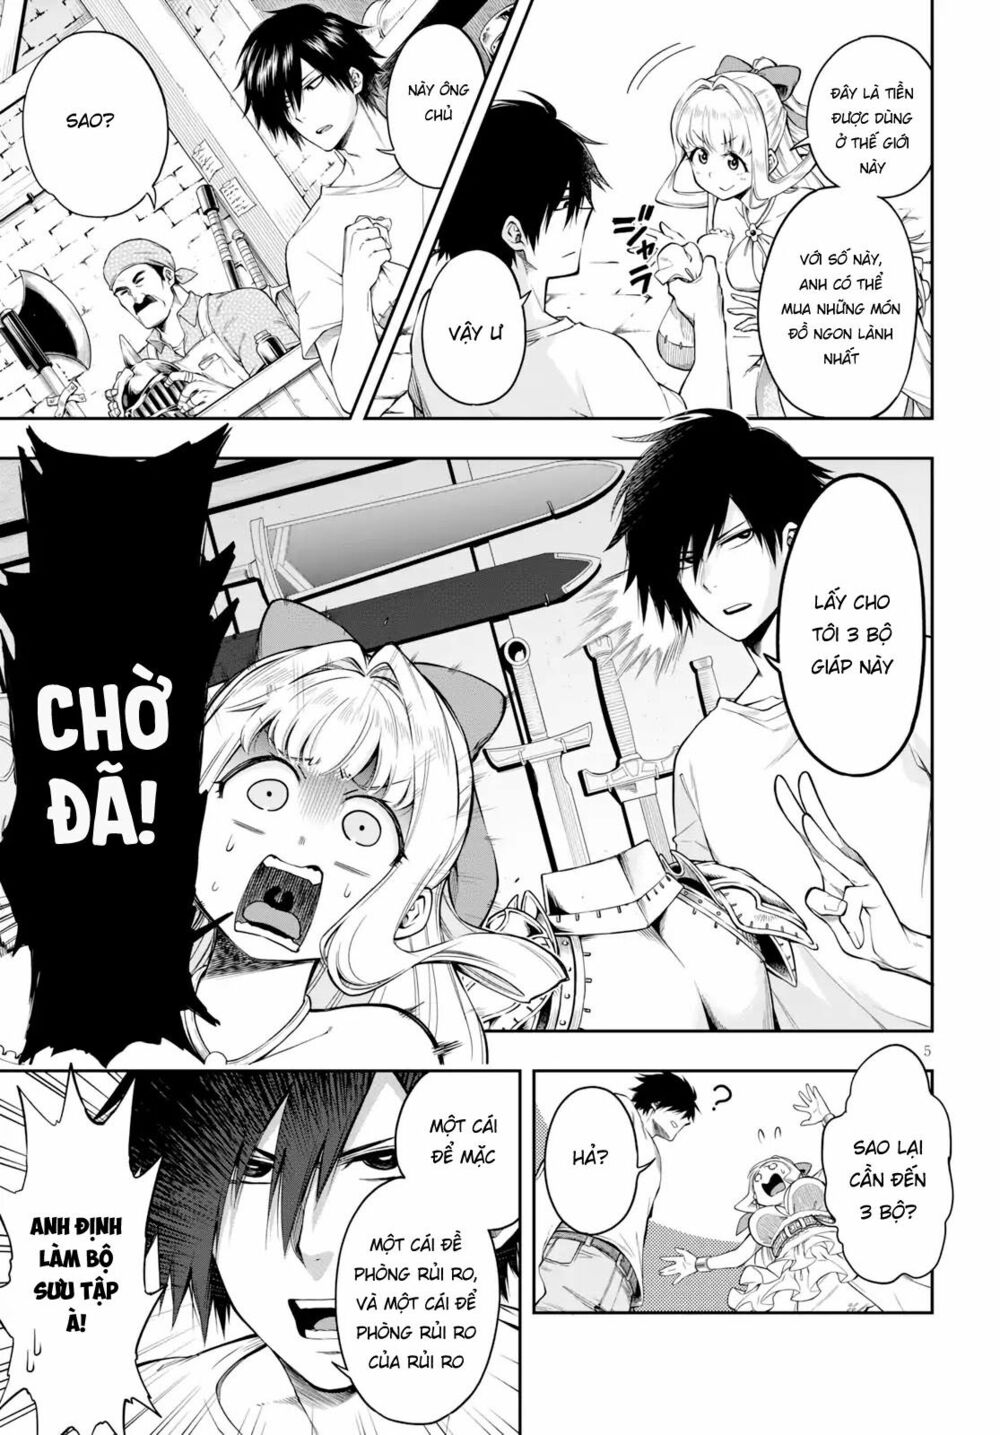 ĐÂY LÀ TIỀN
ĐƯỢC DÙNG
Ở THẾ GIỚI
NÀY
VỚI SỐ NÀY,
ANH CÓ THỂ
MUA NHỮNG MÓN
ĐỒ NGON LÀNH
NHẤT
VẬY Ư
NÀY ÔNG
CHỦ
SAO?
LẤY CHO
TÔI 3 BỘ
GIÁP NÀY
CHỜ
ĐÃ!
5
SAO LẠI
CẦN ĐẾN
3 BỘ?
?
HẢ?
MỘT CÁI
ĐỂ MẶC
MỘT CÁI ĐỀ
PHÒNG RỦI RO,
VÀ MỘT CÁI ĐỂ
PHÒNG RỦI RO
CỦA RỦI RO
ANH ĐỊNH
LÀM BỘ
SƯU TẬP
À!